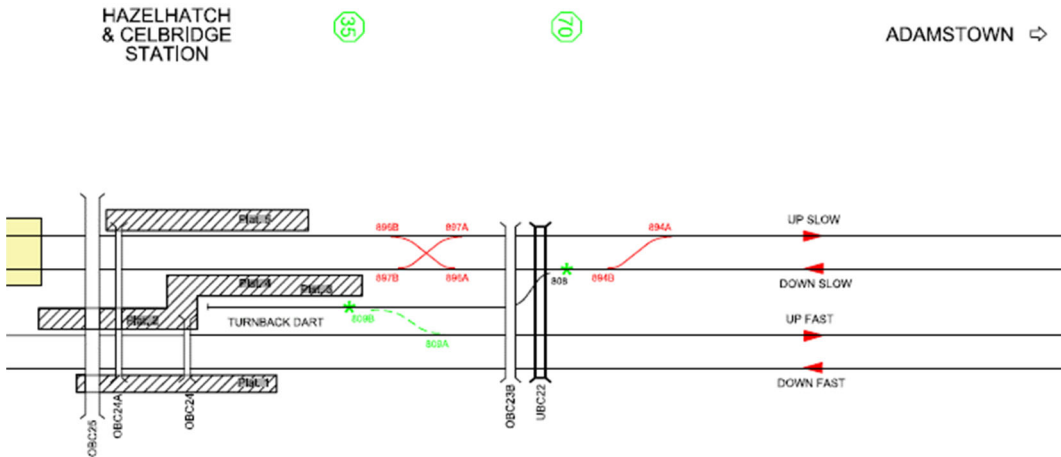 HAZELHATCH
& CELBRIDGE
STATION
35
70
ADAMSTOWN
Plat. 5
896B
897A
894A
UP SLOW
Plat. 4
Plat. 3
897B
896A
808
894B
DOWN SLOW
Plat. 2
TURNBACK DART
809B
809A
UP FAST
Plat. 1
DOWN FAST
OBC25
OBC24A
OBC24
OBC23B
UBC22